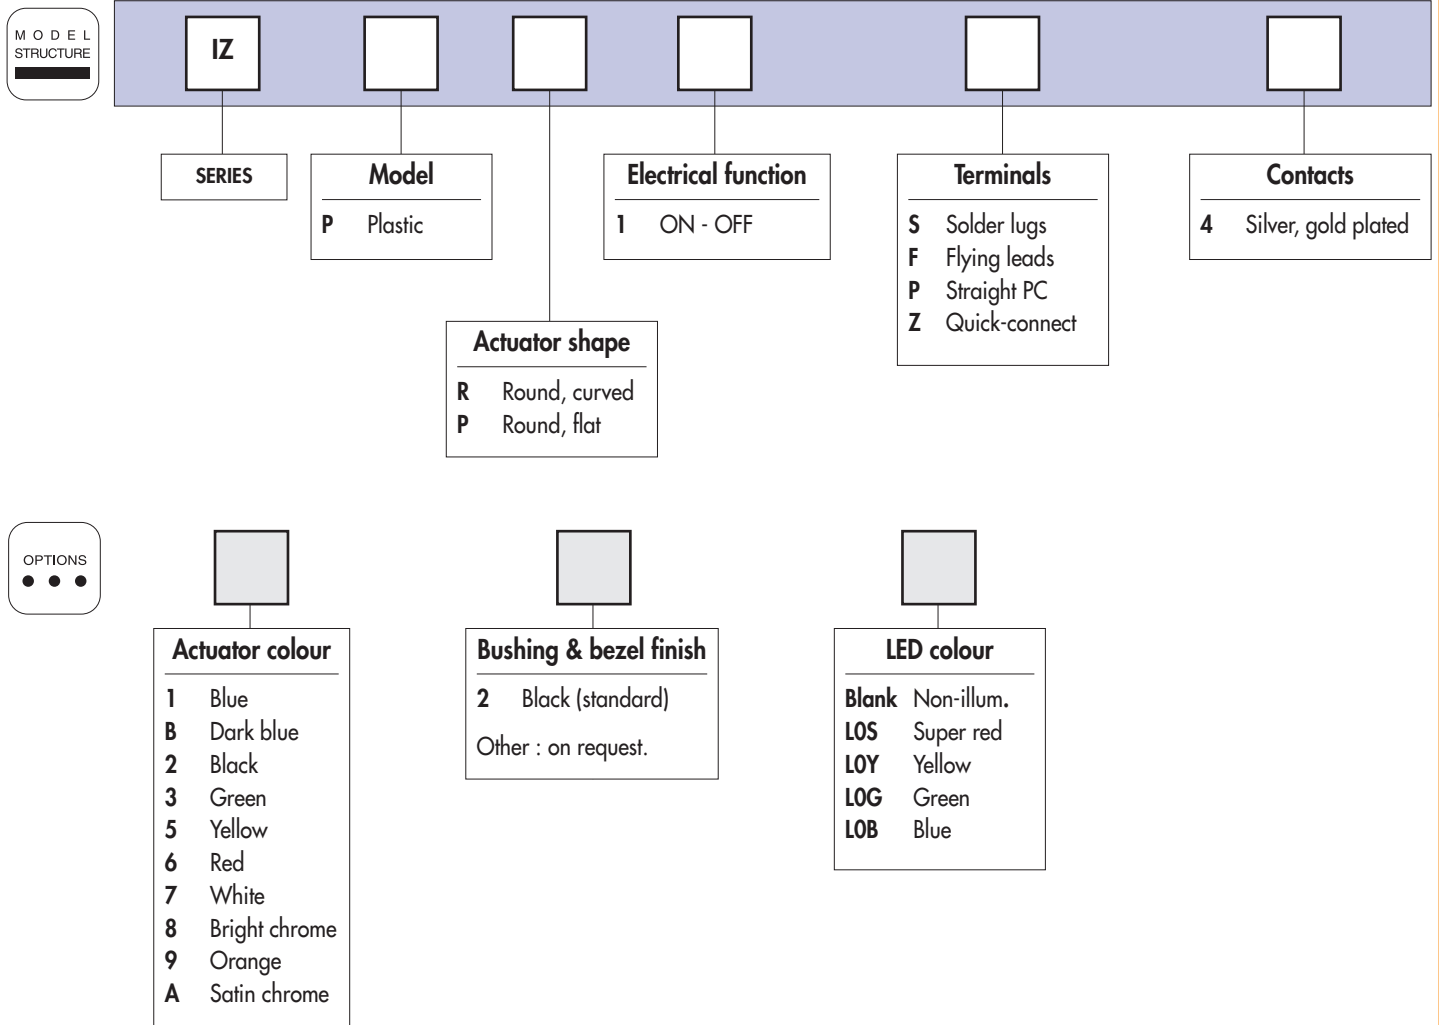 MODEL
STRUCTURE
IZ
SERIES
Model
P Plastic
Actuator shape
R Round, curved
P Round, flat
Electrical function
1 ON - OFF
Terminals
S Solder lugs
F Flying leads
P Straight PC
Z Quick-connect
Contacts
4 Silver, gold plated
OPTIONS
Actuator colour
1 Blue
B Dark blue
2 Black
3 Green
5 Yellow
6 Red
7 White
8 Bright chrome
9 Orange
A Satin chrome
Bushing & bezel finish
2 Black (standard)
Other : on request.
LED colour
Blank Non-illum.
L0S Super red
L0Y Yellow
L0G Green
L0B Blue